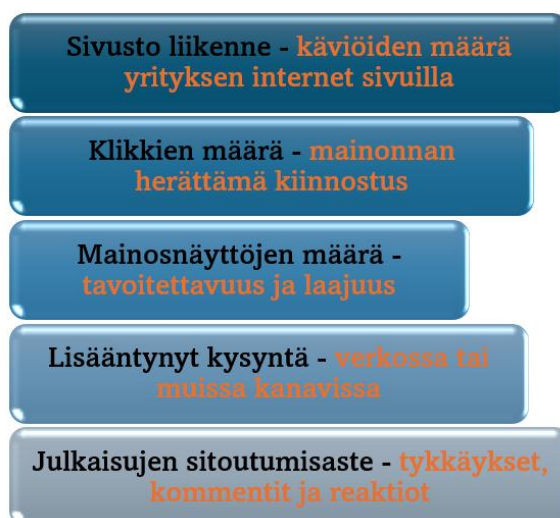 Sivusto liikenne - käviöiden määrä
yrityksen internet sivuilla
Klikkien määrä - mainonnan
herättämä kiinnostus
Mainosnäyttöjen määrä -
tavoitettavuus ja laajuus
Lisääntynyt kysyntä - verkossa tai
muissa kanavissa
Julkaisujen sitoutumisaste - tykkäykset,
kommentit ja reaktiot